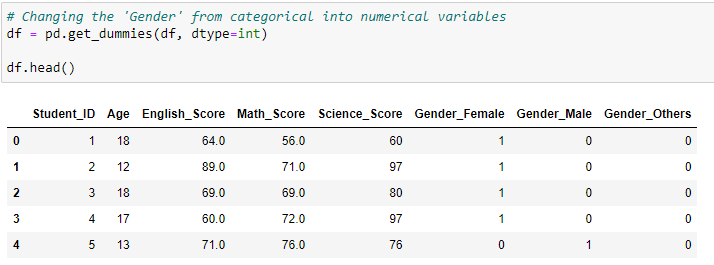 # Changing the 'Gender' from categorical into numerical variables
df = pd.get_dummies(df, dtype=int)
df.head()
Student_ID Age English_Score Math_Score Science_Score Gender_Female Gender_Male Gender_Others
0 1 18 64.0 56.0 60 1 0 0
1 2 12 89.0 71.0 97 1 0 0
2 3 18 69.0 69.0 80 1 0 0
3 4 17 60.0 72.0 97 1 0 0
4 5 13 71.0 76.0 76 0 1 0